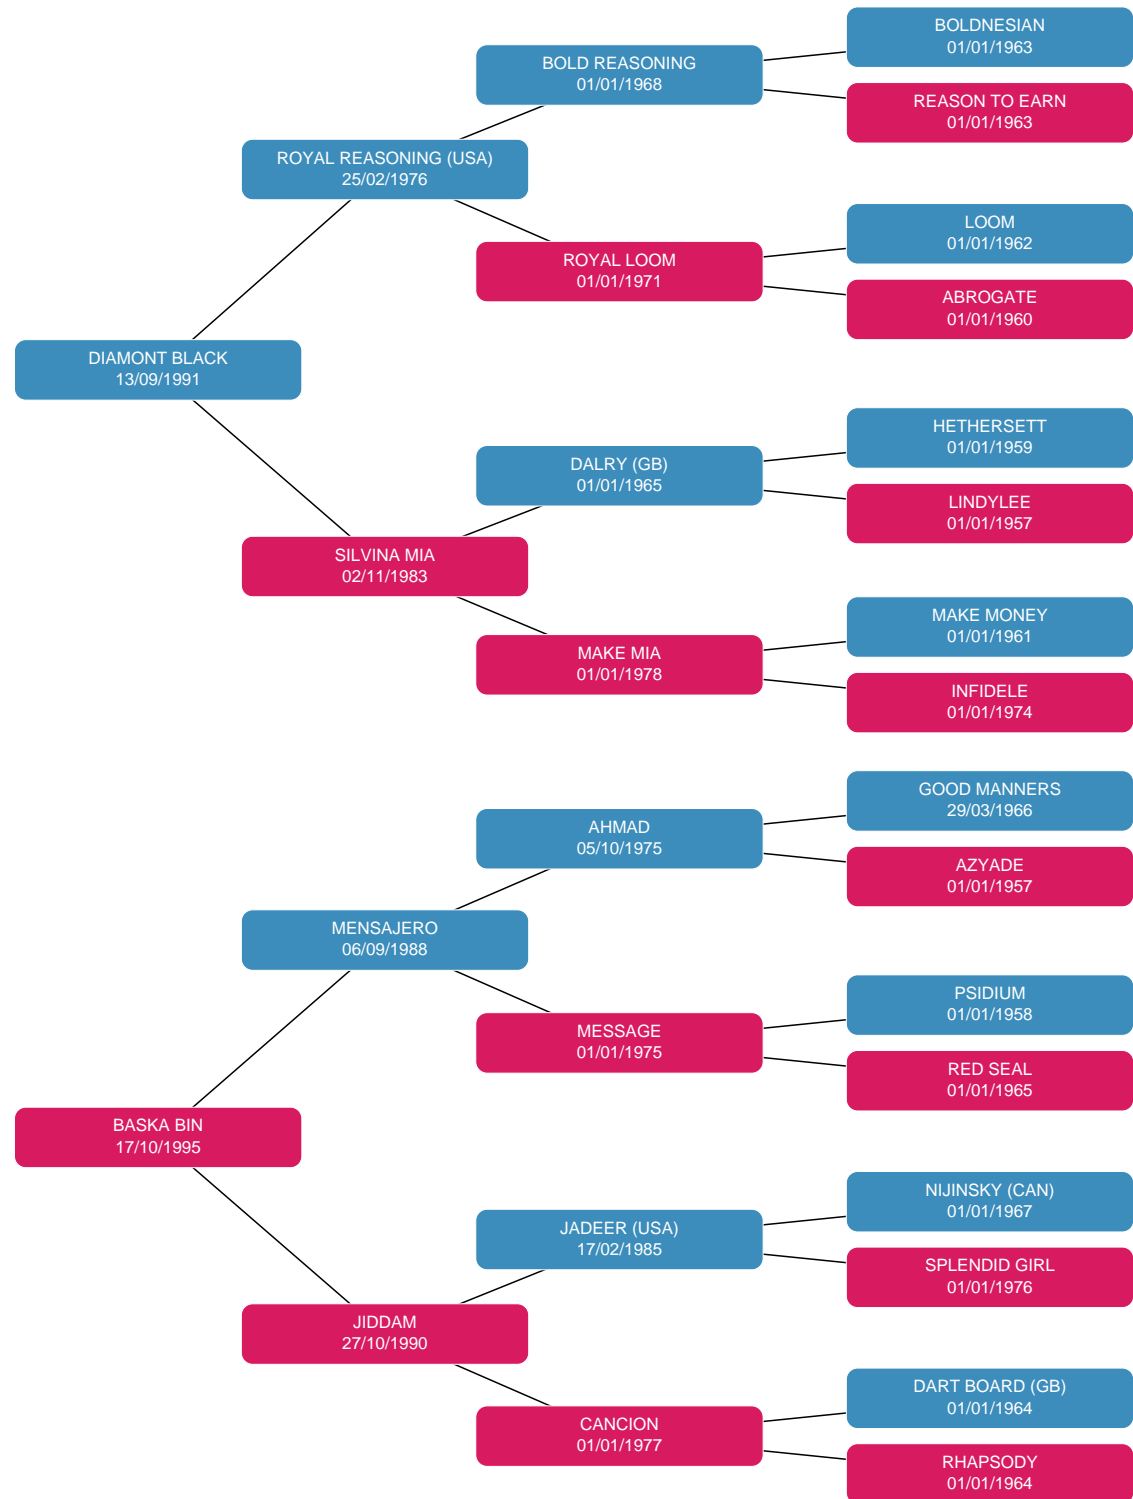 BOLDNESIAN
01/01/1963
BOLD REASONING
01/01/1968
REASON TO EARN
01/01/1963
ROYAL REASONING (USA)
25/02/1976
LOOM
01/01/1962
ROYAL LOOM
01/01/1971
ABROGATE
01/01/1960
DIAMONT BLACK
13/09/1991
HETHERSETT
01/01/1959
DALRY (GB)
01/01/1965
LINDYLEE
01/01/1957
SILVINA MIA
02/11/1983
MAKE MONEY
01/01/1961
MAKE MIA
01/01/1978
INFIDELE
01/01/1974
GOOD MANNERS
29/03/1966
AHMAD
05/10/1975
AZYADE
01/01/1957
MENSAJERO
06/09/1988
PSIDIUM
01/01/1958
MESSAGE
01/01/1975
RED SEAL
01/01/1965
BASKA BIN
17/10/1995
NIJINSKY (CAN)
01/01/1967
JADEER (USA)
17/02/1985
SPLENDID GIRL
01/01/1976
JIDDAM
27/10/1990
DART BOARD (GB)
01/01/1964
CANCION
01/01/1977
RHAPSODY
01/01/1964